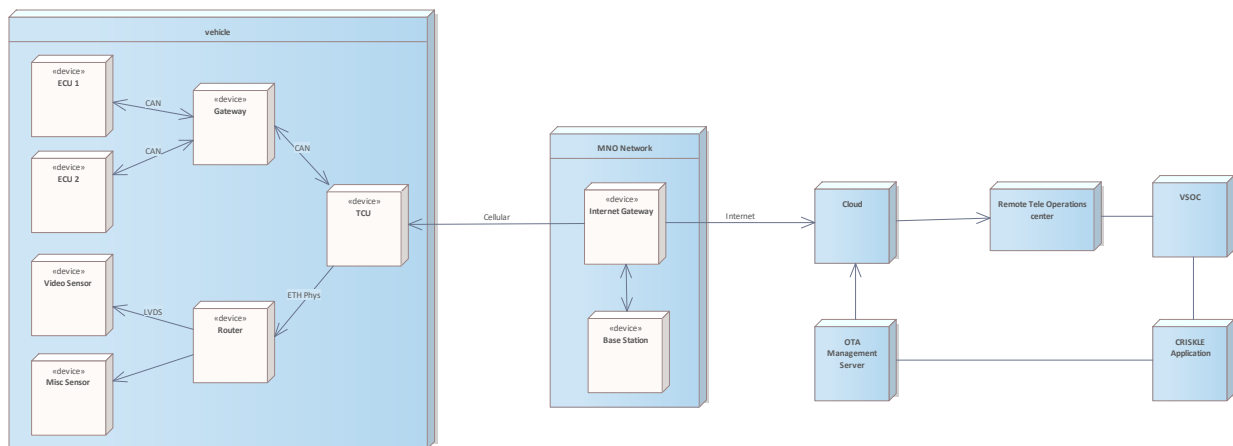 vehicle
«device»
ECU 1
CAN
«device»
Gateway
«device»
ECU 2
CAN
CAN
«device»
TCU
«device»
Video Sensor
LVDS
ETH Phys
«device»
Router
«device»
Misc Sensor
Cellular
MNO Network
«device»
Internet Gateway
«device»
Base Station
Internet
Cloud
Remote Tele Operations
center
VSOC
OTA
Management
Server
CRISKLE
Application